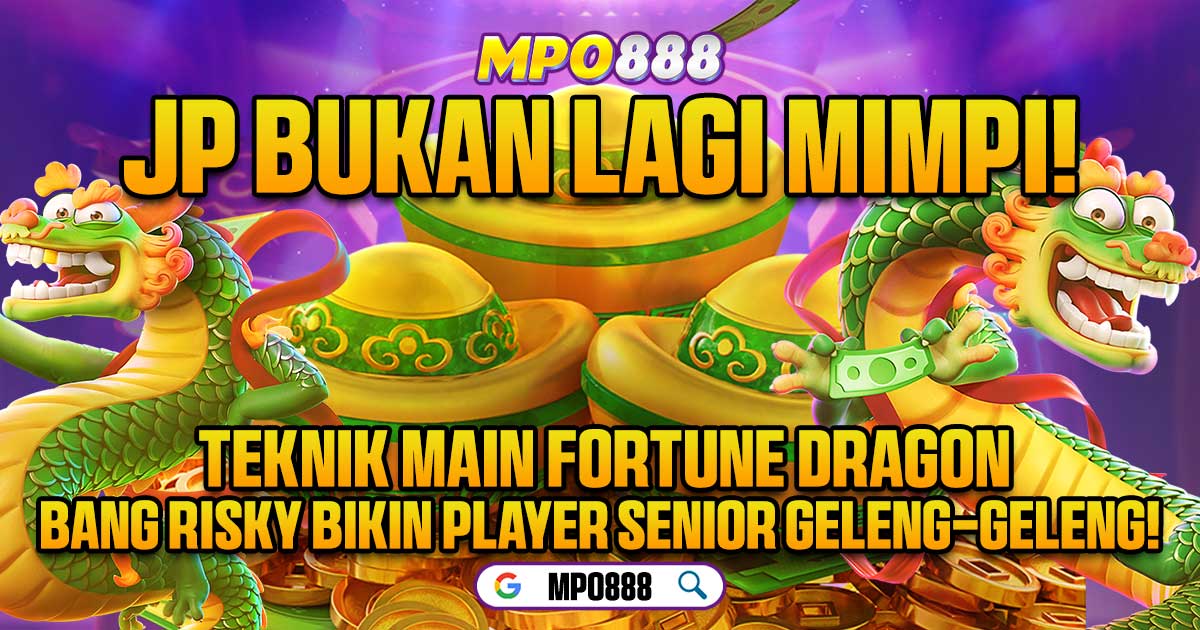 MPO888
JP BUKAN LAGI MIMPI!
TEKNIK MAIN FORTUNE DRAGON
BANG RISKY BIKIN PLAYER SENIOR GELENG-GELENG!
G MPO888